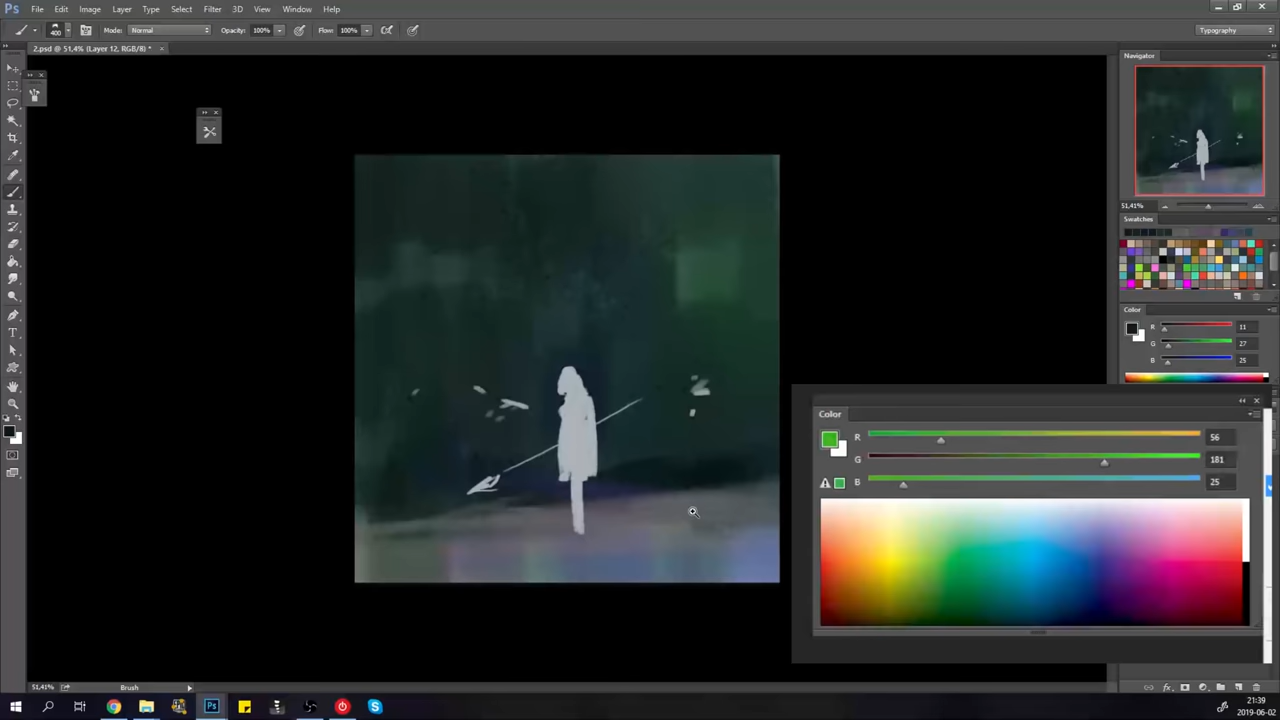 Ps File Edit Image Layer Type Select Filter 3D View Window Help
400 Mode: Normal Opacity: 100% Flow: 100% Typography
2.psd @ 51,4% (Layer 12, RGB/8) * ×
Navigator
51,41%
Swatches
Color
R 11
G 27
B 25
Color
R 56
G 181
B 25
T
51,41% Brush
Ps
21:39
2019-06-02